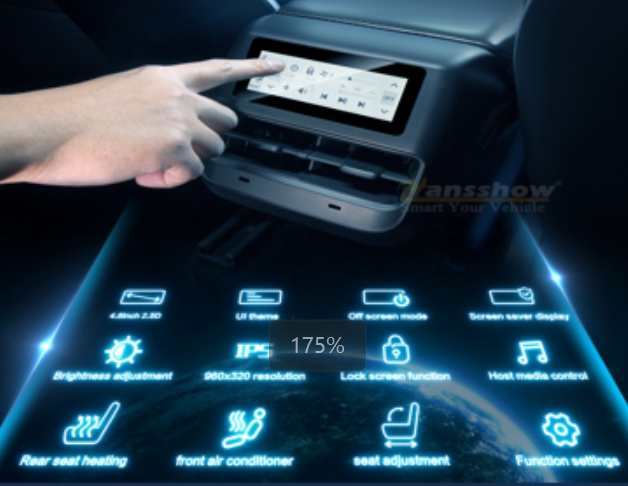 Hansshow
Smart Your Vehicle
4.6inch 2.5D
UI theme
Off screen mode
Screen saver display
175%
IPS
Brightness adjustment
960x320 resolution
Lock screen function
Host media control
Rear seat heating
front air conditioner
seat adjustment
Function settings